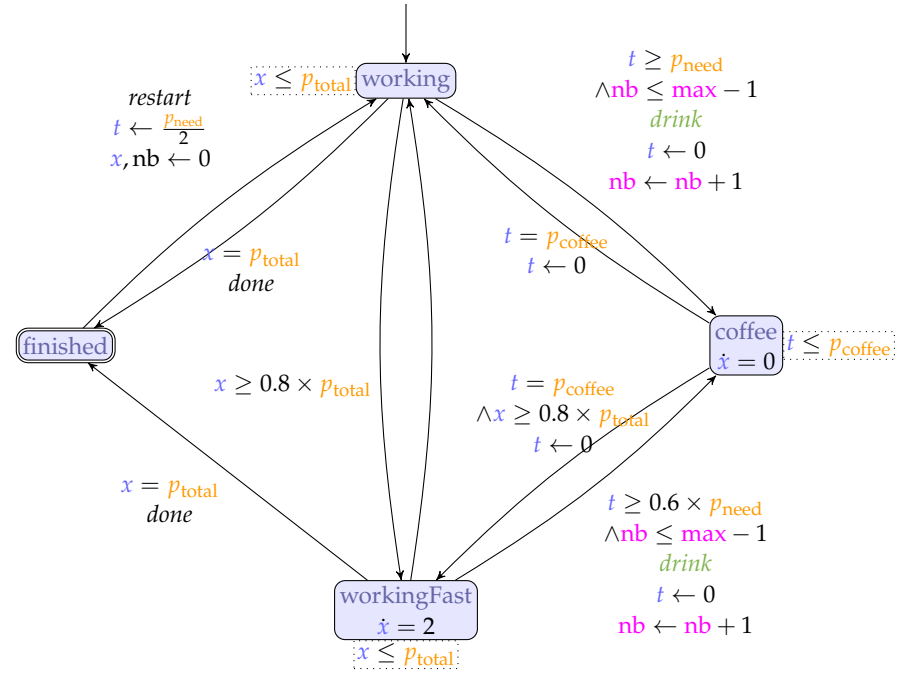 x ≤ p_total
working
t ≥ p_need
∧nb ≤ max − 1
drink
t ← 0
nb ← nb + 1
restart
t ← p_need/2
x, nb ← 0
x = p_total
done
t = p_coffee
t ← 0
finished
coffee
ẋ = 0
t ≤ p_coffee
x ≥ 0.8 × p_total
t = p_coffee
∧x ≥ 0.8 × p_total
t ← 0
x = p_total
done
t ≥ 0.6 × p_need
∧nb ≤ max − 1
drink
t ← 0
nb ← nb + 1
workingFast
ẋ = 2
x ≤ p_total